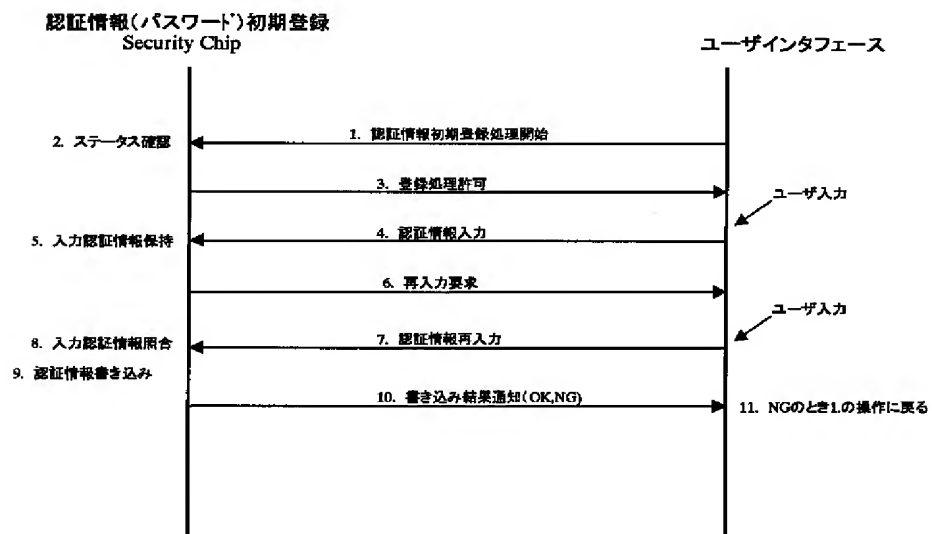 認証情報(パスワード)初期登録
Security Chip
ユーザインタフェース
1. 認証情報初期登録処理開始
2. ステータス確認
3. 登録処理許可
ユーザ入力
4. 認証情報入力
5. 入力認証情報保持
6. 再入力要求
ユーザ入力
7. 認証情報再入力
8. 入力認証情報照合
9. 認証情報書き込み
10. 書き込み結果通知(OK,NG)
11. NGのとき1.の操作に戻る